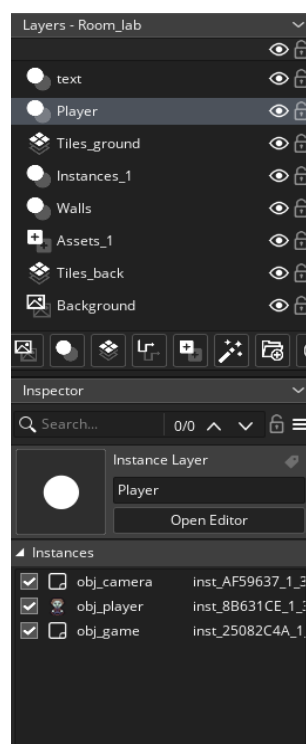 Layers - Room_lab
text
Player
Tiles_ground
Instances_1
Walls
Assets_1
Tiles_back
Background
Inspector
Search... 0/0
Instance Layer
Player
Open Editor
Instances
obj_camera inst_AF59637_1_3
obj_player inst_8B631CE_1_3
obj_game inst_25082C4A_1_